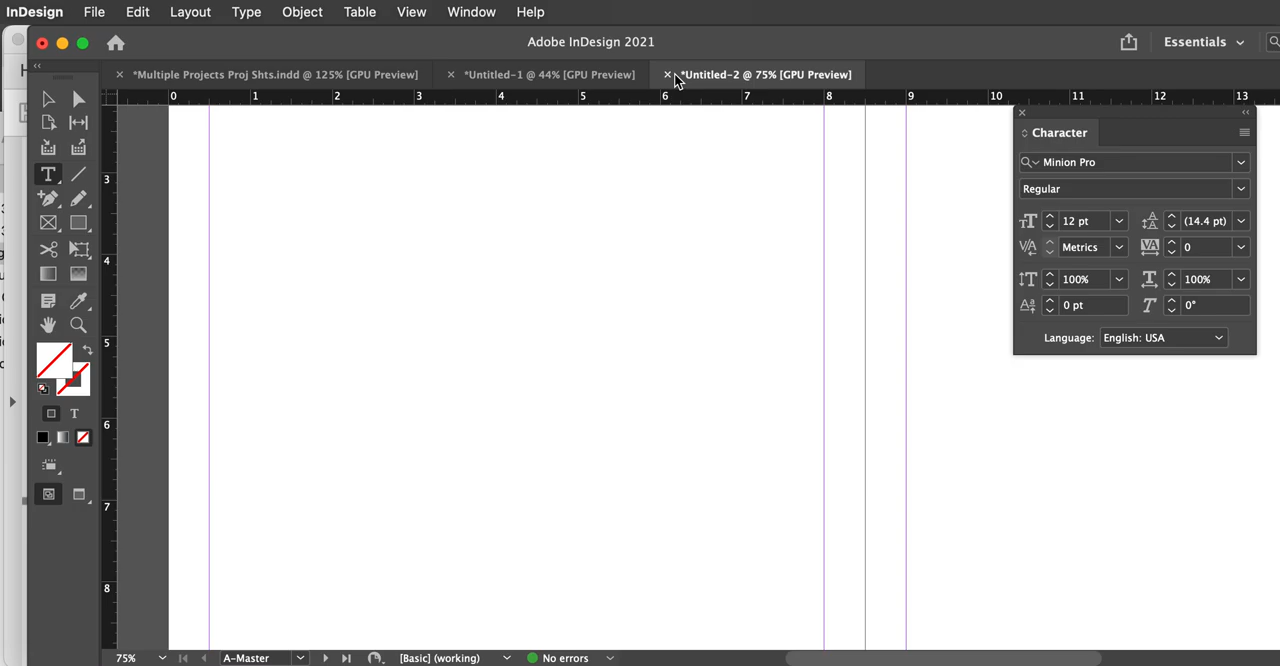 InDesign File Edit Layout Type Object Table View Window Help
Adobe InDesign 2021
Essentials
*Multiple Projects Proj Shts.indd @ 125% [GPU Preview]
*Untitled-1 @ 44% [GPU Preview]
*Untitled-2 @ 75% [GPU Preview]
0 1 2 3 4 5 6 7 8 9 10 11 12 13
3
4
5
6
7
8
Character
Minion Pro
Regular
12 pt
(14.4 pt)
Metrics
0
100%
100%
0 pt
0°
Language: English: USA
75%
A-Master
[Basic] (working)
No errors